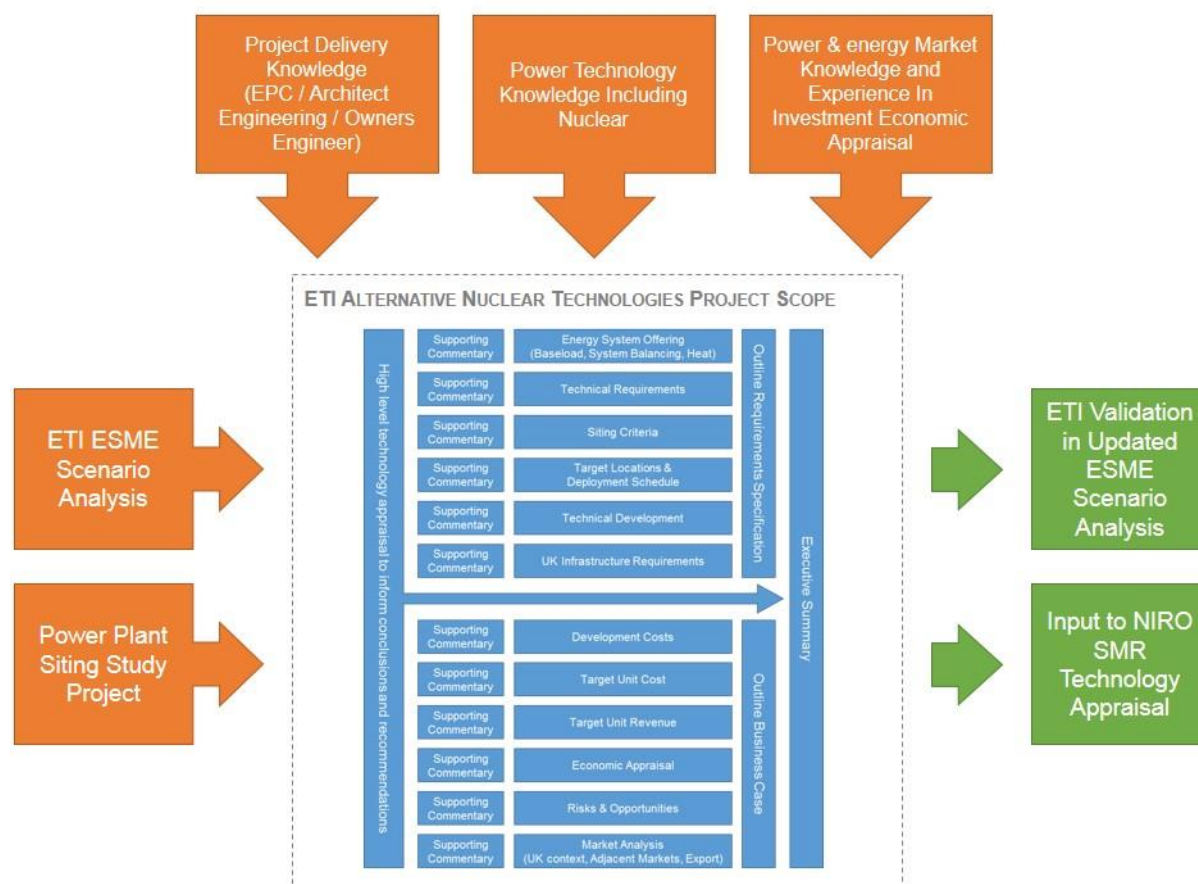 Project Delivery
Knowledge
(EPC / Architect
Engineering / Owners
Engineer)
Power Technology
Knowledge Including
Nuclear
Power & energy Market
Knowledge and
Experience In
Investment Economic
Appraisal
ETI ESME
Scenario
Analysis
Power Plant
Siting Study
Project
ETI ALTERNATIVE NUCLEAR TECHNOLOGIES PROJECT SCOPE
High level technology appraisal to inform conclusions and recommendations
Supporting
Commentary
Energy System Offering
(Baseload, System Balancing, Heat)
Supporting
Commentary
Technical Requirements
Supporting
Commentary
Siting Criteria
Supporting
Commentary
Target Locations &
Deployment Schedule
Supporting
Commentary
Technical Development
Supporting
Commentary
UK Infrastructure Requirements
Outline Requirements Specification
Supporting
Commentary
Development Costs
Supporting
Commentary
Target Unit Cost
Supporting
Commentary
Target Unit Revenue
Supporting
Commentary
Economic Appraisal
Supporting
Commentary
Risks & Opportunities
Supporting
Commentary
Market Analysis
(UK context, Adjacent Markets, Export)
Outline Business Case
Executive Summary
ETI Validation
in Updated
ESME
Scenario
Analysis
Input to NIRO
SMR
Technology
Appraisal